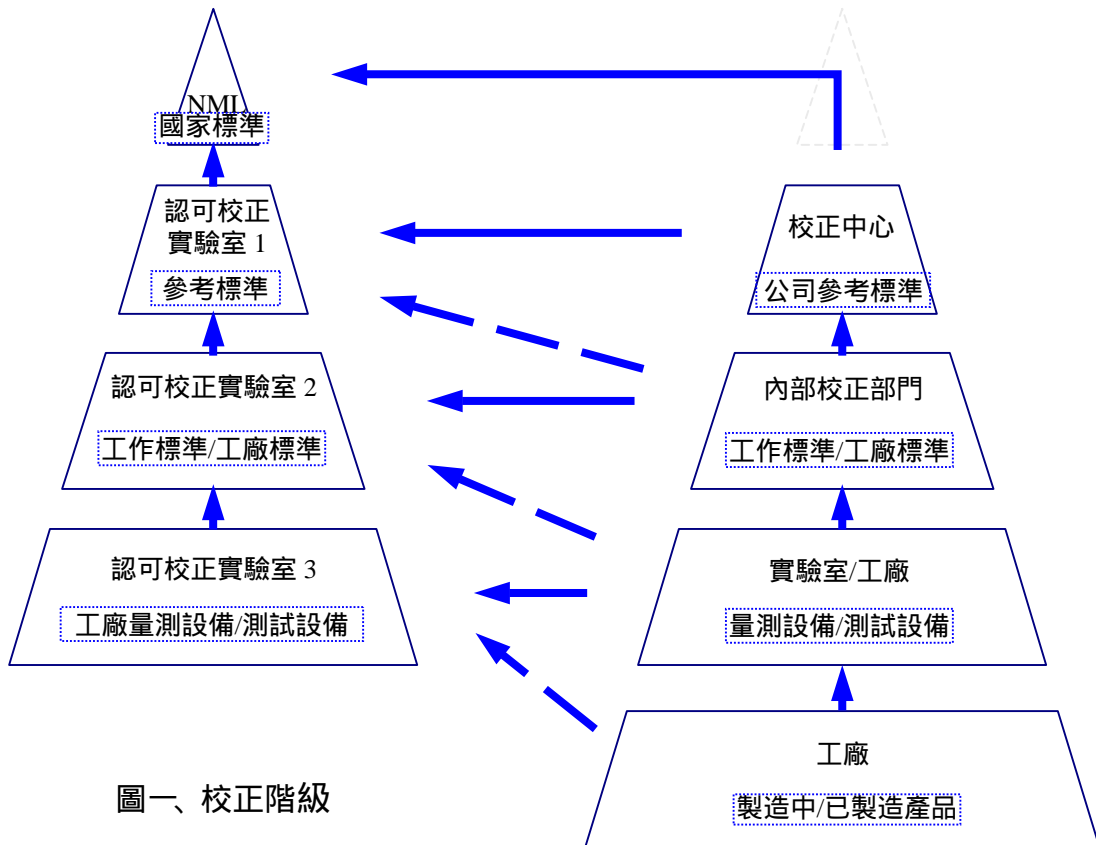 NML
國家標準
認可校正
實驗室 1
參考標準
認可校正實驗室 2
工作標準/工廠標準
認可校正實驗室 3
工廠量測設備/測試設備
校正中心
公司參考標準
內部校正部門
工作標準/工廠標準
實驗室/工廠
量測設備/測試設備
工廠
製造中/已製造產品
圖一、校正階級